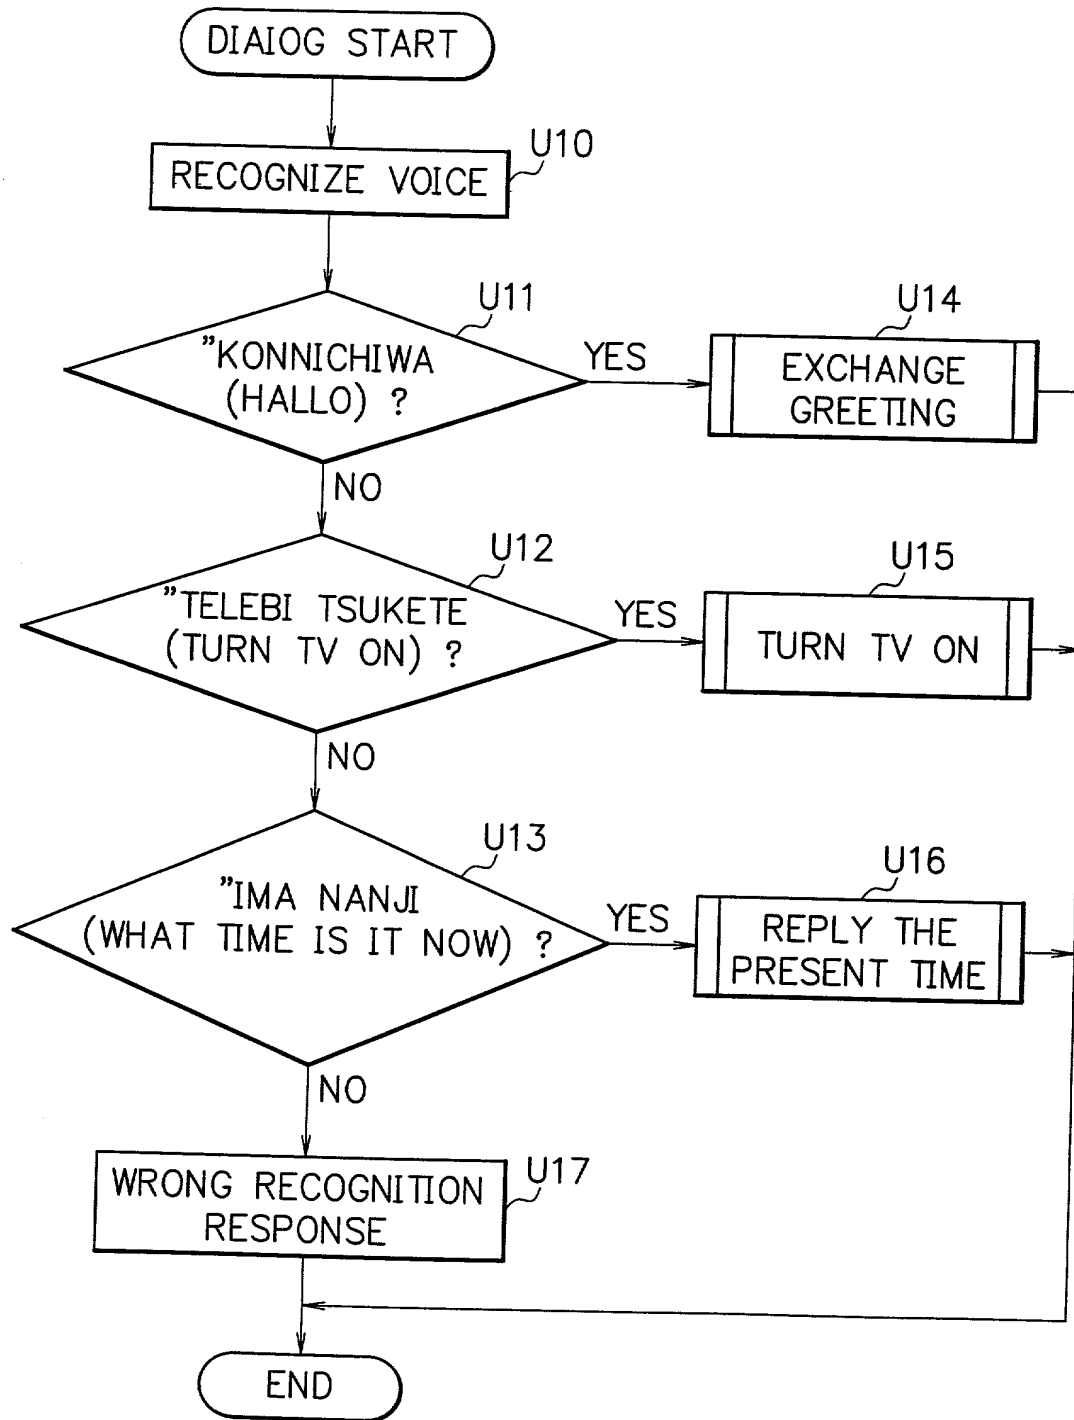 DIAIOG START
U10
RECOGNIZE VOICE
U11
"KONNICHIWA
(HALLO) ?
YES
U14
EXCHANGE
GREETING
NO
U12
"TELEBI TSUKETE
(TURN TV ON) ?
YES
U15
TURN TV ON
NO
U13
"IMA NANJI
(WHAT TIME IS IT NOW) ?
YES
U16
REPLY THE
PRESENT TIME
NO
U17
WRONG RECOGNITION
RESPONSE
END